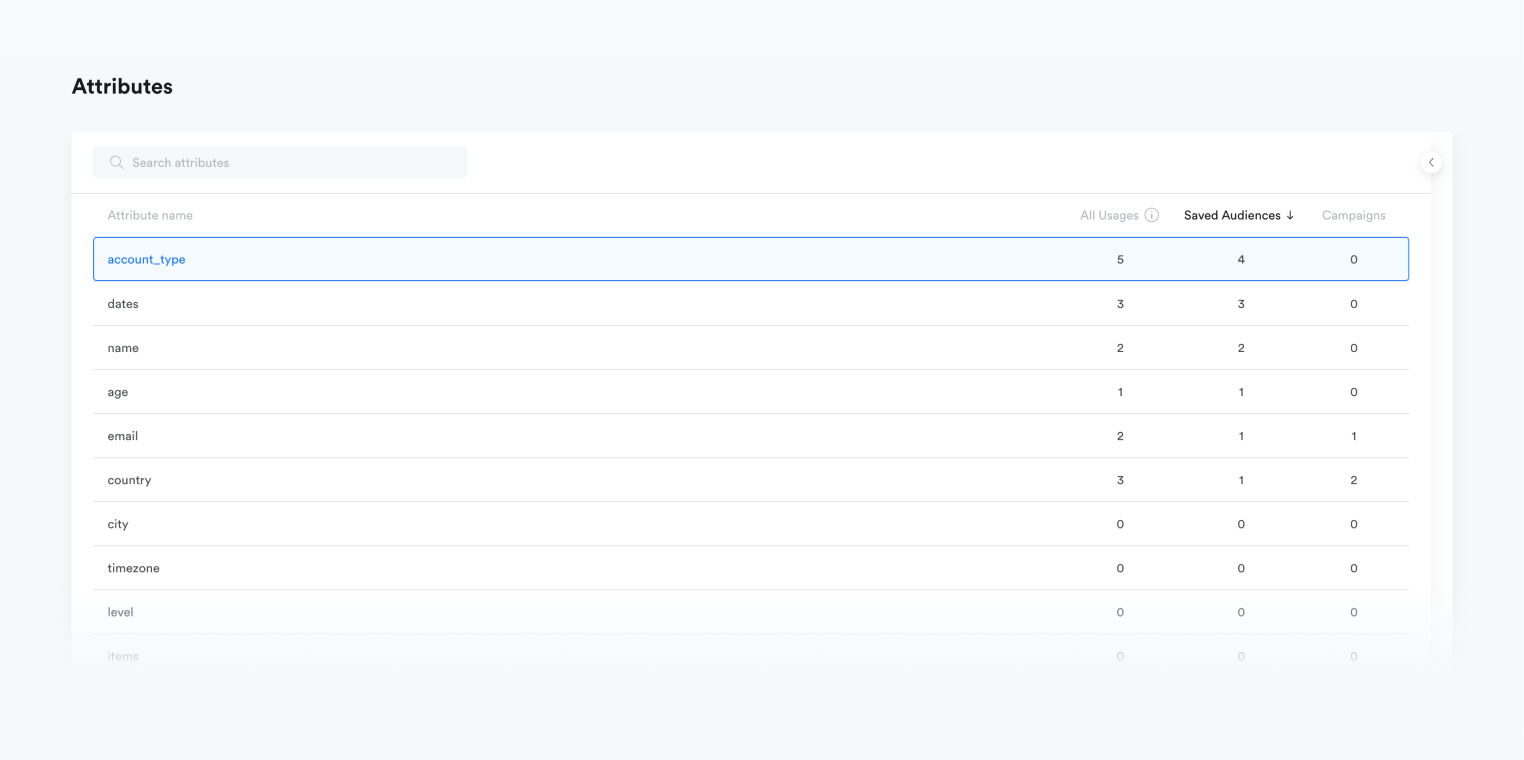 Attributes
Search attributes
Attribute name All Usages Saved Audiences ↓ Campaigns
account_type 5 4 0
dates 3 3 0
name 2 2 0
age 1 1 0
email 2 1 1
country 3 1 2
city 0 0 0
timezone 0 0 0
level 0 0 0
items 0 0 0